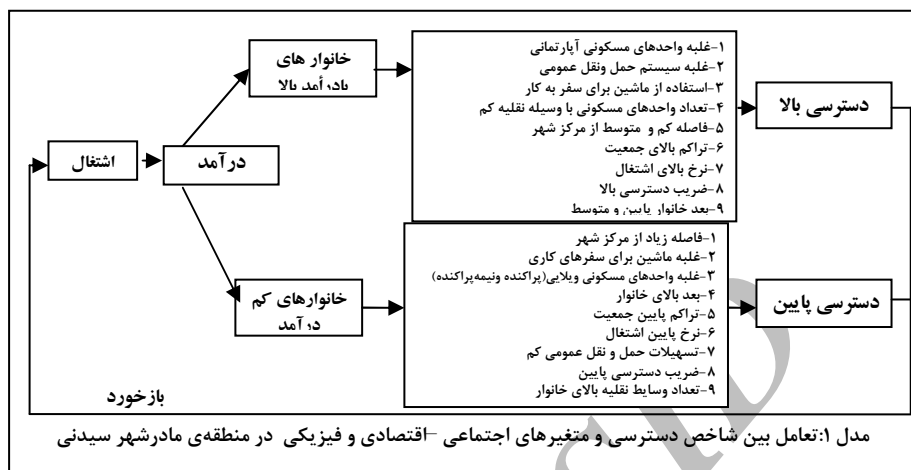 خانوار های
بادرآمد بالا
۱-غلبه واحدهای مسکونی آپارتمانی
۲-غلبه سیستم حمل ونقل عمومی
۳-استفاده از ماشین برای سفر به کار
۴-تعداد واحدهای مسکونی با وسیله نقلیه کم
۵-فاصله کم و متوسط از مرکز شهر
۶-تراکم بالای جمعیت
۷-نرخ بالای اشتغال
۸-ضریب دسترسی بالا
۹-بعد خانوار پایین و متوسط
دسترسی بالا
اشتغال
درآمد
خانوارهای کم
درآمد
۱-فاصله زیاد از مرکز شهر
۲-غلبه ماشین برای سفرهای کاری
۳-غلبه واحدهای مسکونی ویلایی(پراکنده ونیمه‌پراکنده)
۴-بعد بالای خانوار
۵-تراکم پایین جمعیت
۶-نرخ پایین اشتغال
۷-تسهیلات حمل و نقل عمومی کم
۸-ضریب دسترسی پایین
۹-تعداد وسایط نقلیه بالای خانوار
دسترسی پایین
بازخورد
مدل ۱:تعامل بین شاخص دسترسی و متغیرهای اجتماعی –اقتصادی و فیزیکی در منطقه‌ی مادرشهر سیدنی